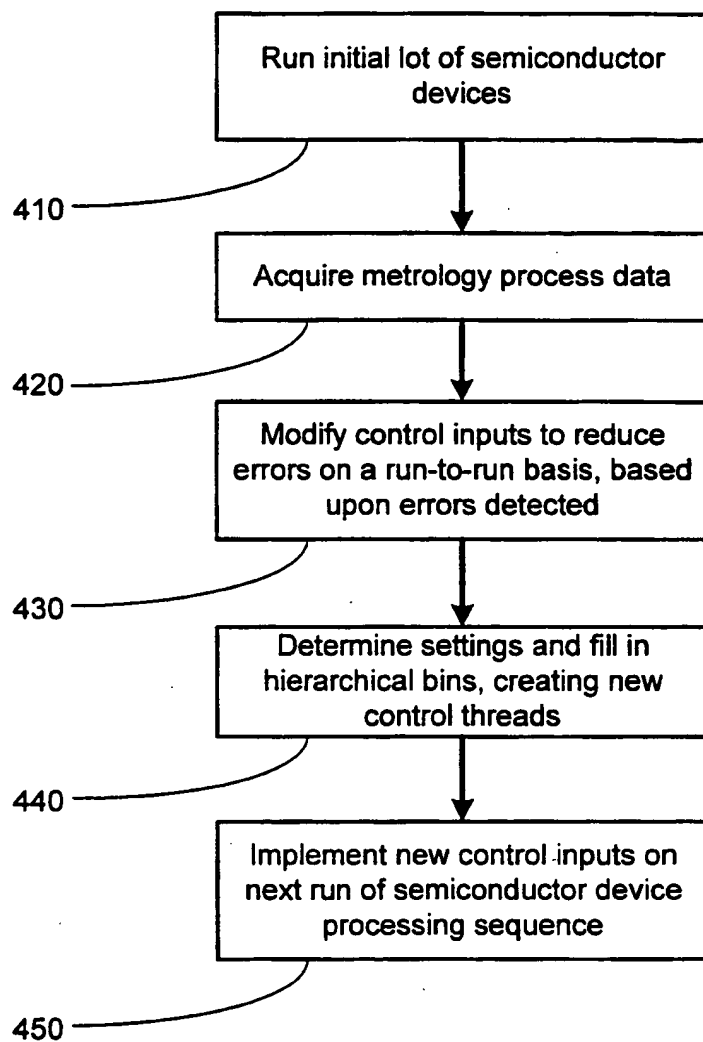 Run initial lot of semiconductor
devices
410
Acquire metrology process data
420
Modify control inputs to reduce
errors on a run-to-run basis, based
upon errors detected
430
Determine settings and fill in
hierarchical bins, creating new
control threads
440
Implement new control inputs on
next run of semiconductor device
processing sequence
450